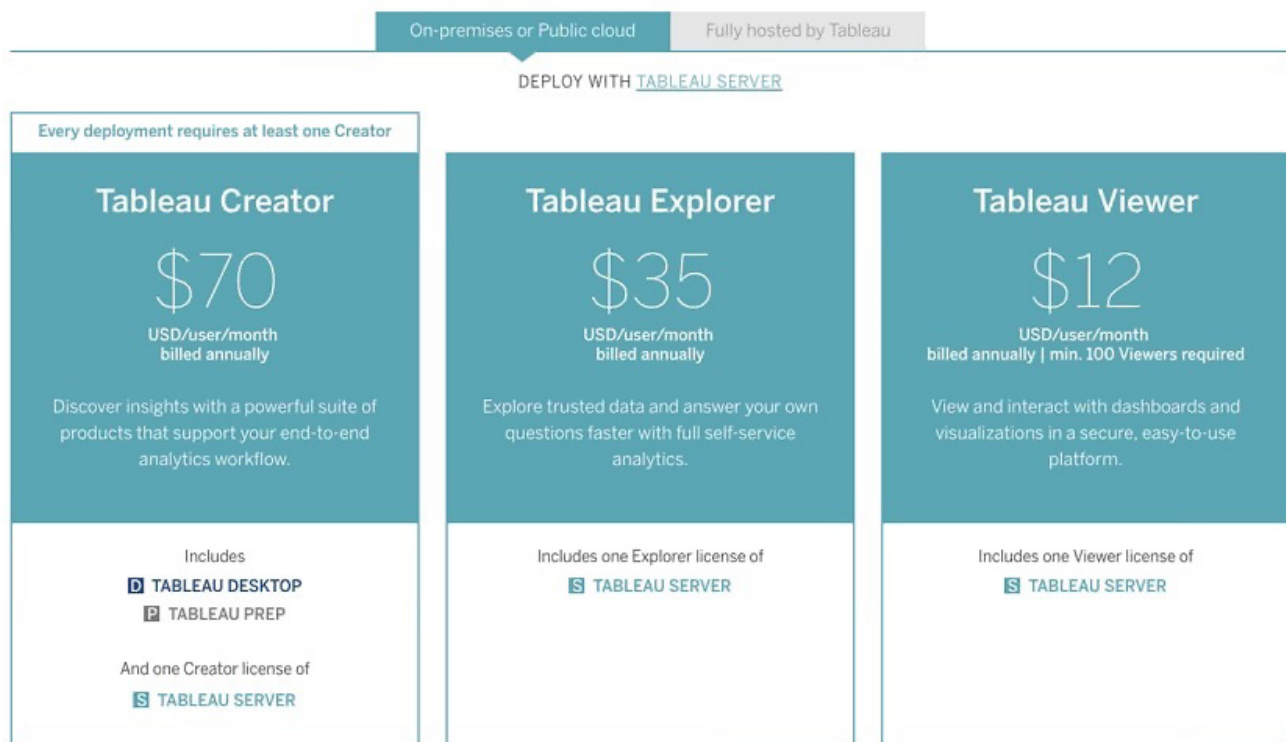 On-premises or Public cloud
Fully hosted by Tableau
DEPLOY WITH TABLEAU SERVER
Every deployment requires at least one Creator
Tableau Creator
$70
USD/user/month
billed annually
Discover insights with a powerful suite of
products that support your end-to-end
analytics workflow.
Includes
D TABLEAU DESKTOP
P TABLEAU PREP
And one Creator license of
S TABLEAU SERVER
Tableau Explorer
$35
USD/user/month
billed annually
Explore trusted data and answer your own
questions faster with full self-service
analytics.
Includes one Explorer license of
S TABLEAU SERVER
Tableau Viewer
$12
USD/user/month
billed annually | min. 100 Viewers required
View and interact with dashboards and
visualizations in a secure, easy-to-use
platform.
Includes one Viewer license of
S TABLEAU SERVER